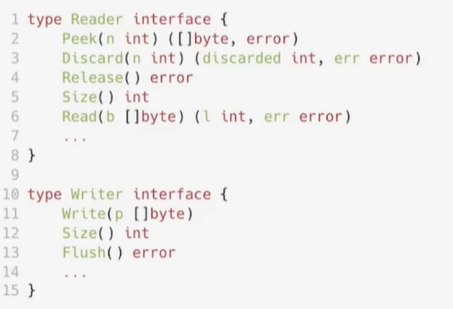 1 type Reader interface {
2     Peek(n int) ([]byte, error)
3     Discard(n int) (discarded int, err error)
4     Release() error
5     Size() int
6     Read(b []byte) (l int, err error)
7     ...
8 }
9
10 type Writer interface {
11     Write(p []byte)
12     Size() int
13     Flush() error
14     ...
15 }